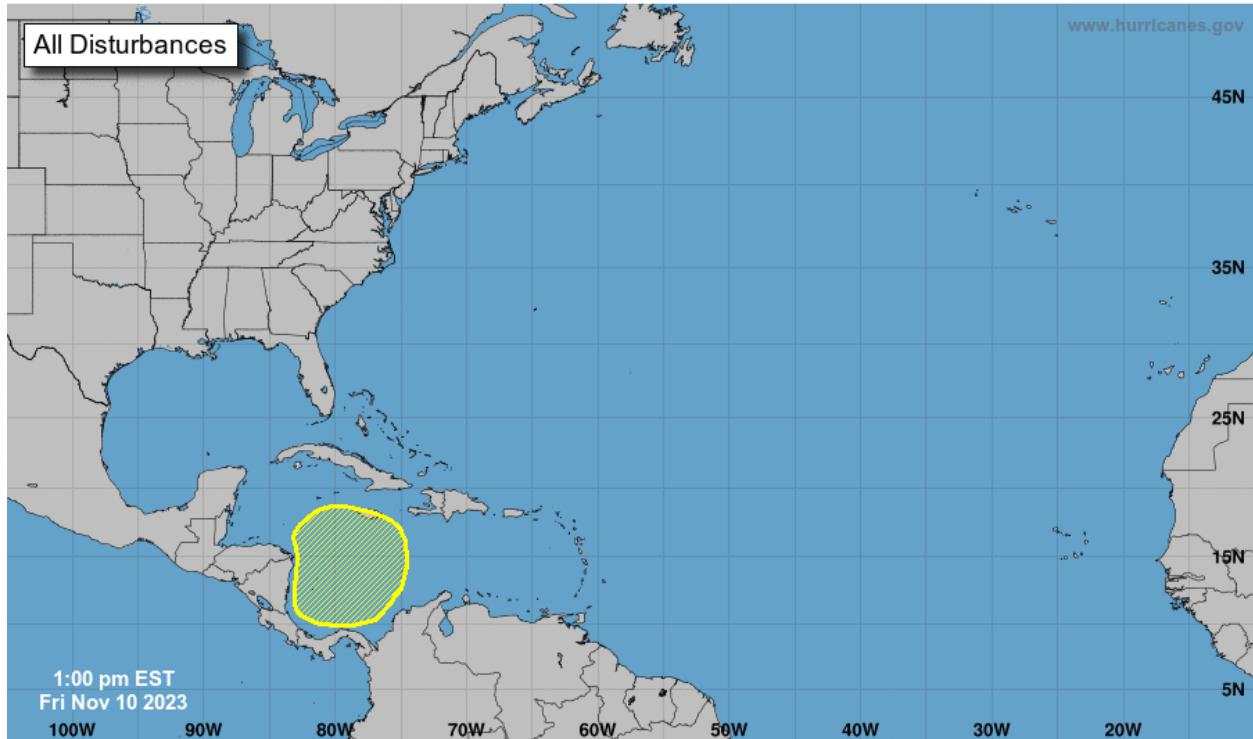 All Disturbances
www.hurricanes.gov
45N
35N
25N
15N
5N
1:00 pm EST
Fri Nov 10 2023
100W 90W 80W 70W 60W 50W 40W 30W 20W